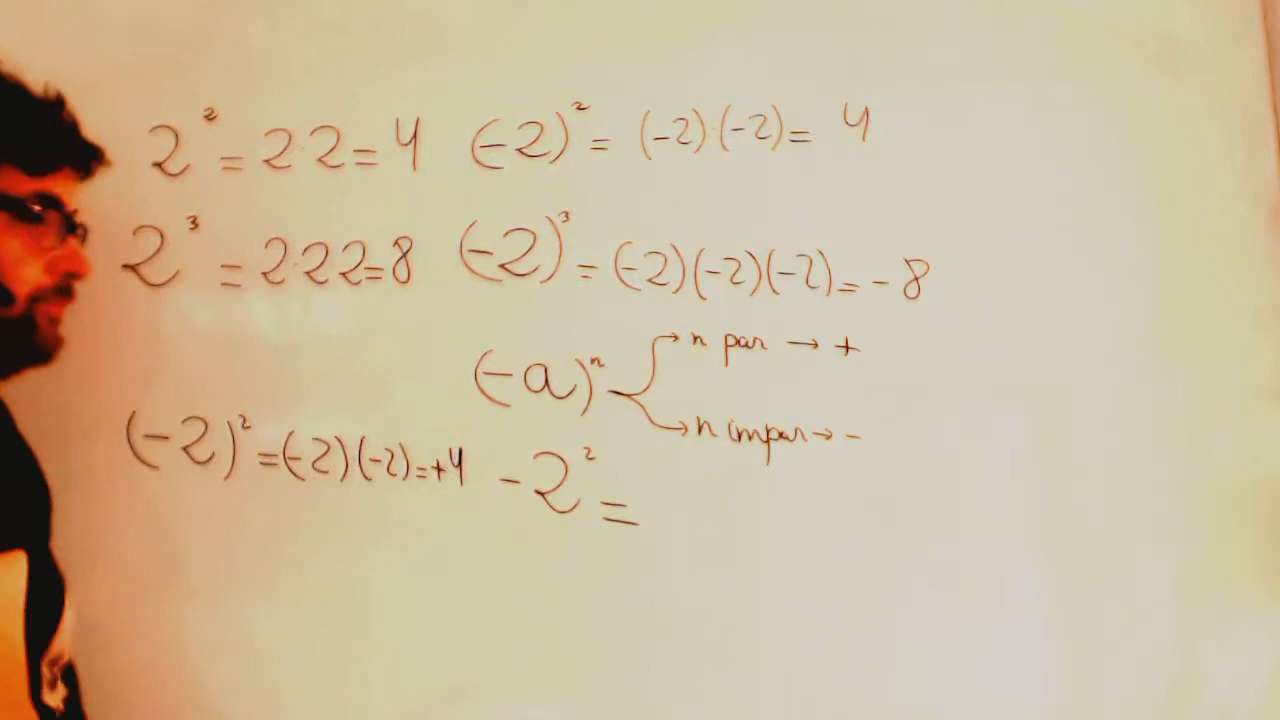 2² = 2·2 = 4 (-2)² = (-2)·(-2) = 4
2³ = 2·2·2 = 8 (-2)³ = (-2)(-2)(-2) = -8
(-a)ⁿ
n par → +
n impar → -
(-2)² = (-2)(-2) = +4 -2² =